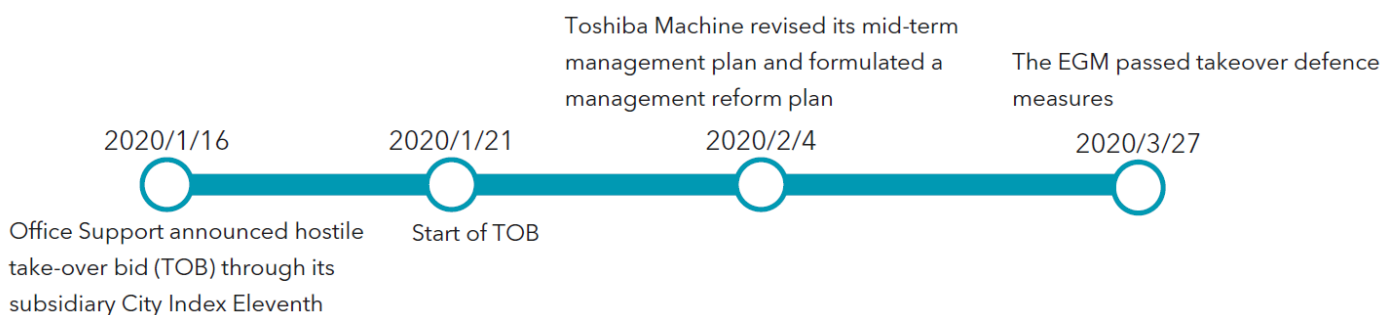 Toshiba Machine revised its mid-term
management plan and formulated a
management reform plan
The EGM passed takeover defence
measures
2020/1/16
2020/1/21
2020/2/4
2020/3/27
Office Support announced hostile
take-over bid (TOB) through its
subsidiary City Index Eleventh
Start of TOB